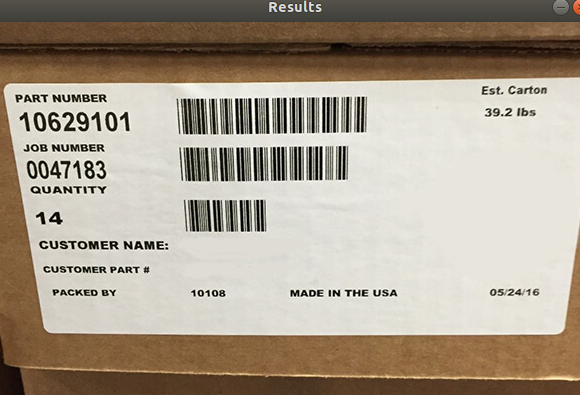 Results
PART NUMBER
10629101
Est. Carton
39.2 lbs
JOB NUMBER
0047183
QUANTITY
14
CUSTOMER NAME:
CUSTOMER PART #
PACKED BY 10108 MADE IN THE USA 05/24/16